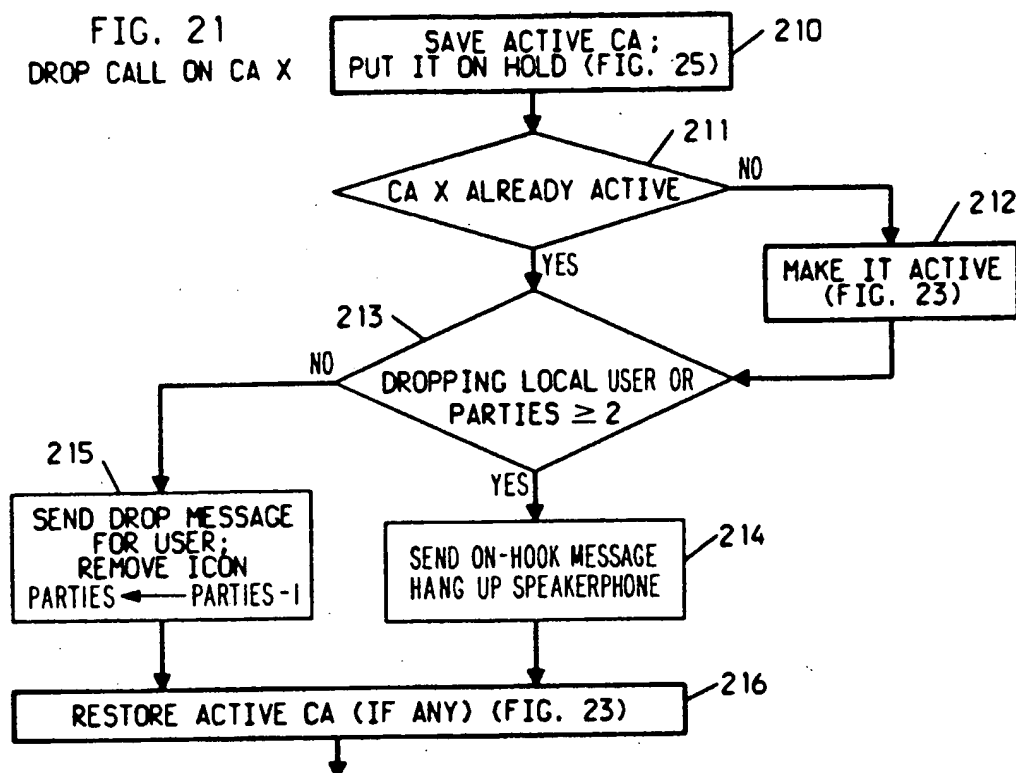 FIG. 21
DROP CALL ON CA X
SAVE ACTIVE CA;
PUT IT ON HOLD (FIG. 25)
210
211
CA X ALREADY ACTIVE
NO
YES
212
MAKE IT ACTIVE
(FIG. 23)
213
DROPPING LOCAL USER OR
PARTIES ≥ 2
NO
YES
215
SEND DROP MESSAGE
FOR USER;
REMOVE ICON
PARTIES ← PARTIES-1
214
SEND ON-HOOK MESSAGE
HANG UP SPEAKERPHONE
216
RESTORE ACTIVE CA (IF ANY) (FIG. 23)